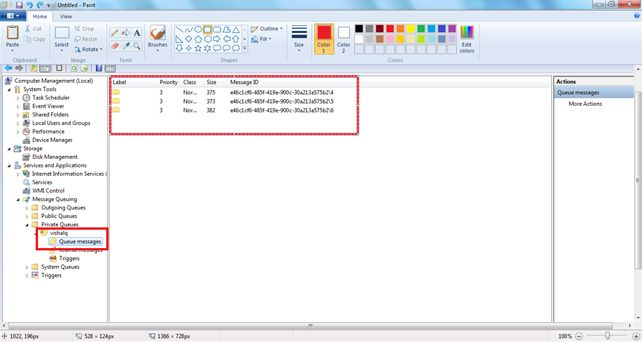 Untitled - Paint
Home View
Paste
Cut
Copy
Clipboard
Select
Crop
Resize
Rotate
Image
Tools
Brushes
Shapes
Outline
Fill
Size
Color 1
Color 2
Colors
Edit colors
Computer Management (Local)
System Tools
Task Scheduler
Event Viewer
Shared Folders
Local Users and Groups
Performance
Device Manager
Storage
Disk Management
Services and Applications
Internet Information Services (
Services
WMI Control
Message Queuing
Outgoing Queues
Public Queues
Private Queues
vishalq
Queue messages
Journal messages
Triggers
System Queues
Triggers
Label Priority Class Size Message ID
3 Nor... 375 e46c1cf6-485f-419e-900c-30a213a575b2\4
3 Nor... 373 e46c1cf6-485f-419e-900c-30a213a575b2\5
3 Nor... 382 e46c1cf6-485f-419e-900c-30a213a575b2\6
Actions
Queue messages
More Actions
1022, 196px 528 × 124px 1366 × 728px 100%